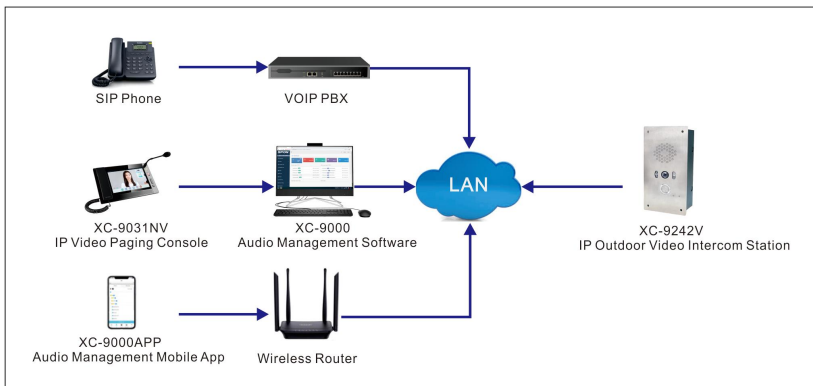 SIP Phone
VOIP PBX
LAN
XC-9031NV
IP Video Paging Console
XC-9000
Audio Management Software
XC-9242V
IP Outdoor Video Intercom Station
XC-9000APP
Audio Management Mobile App
Wireless Router